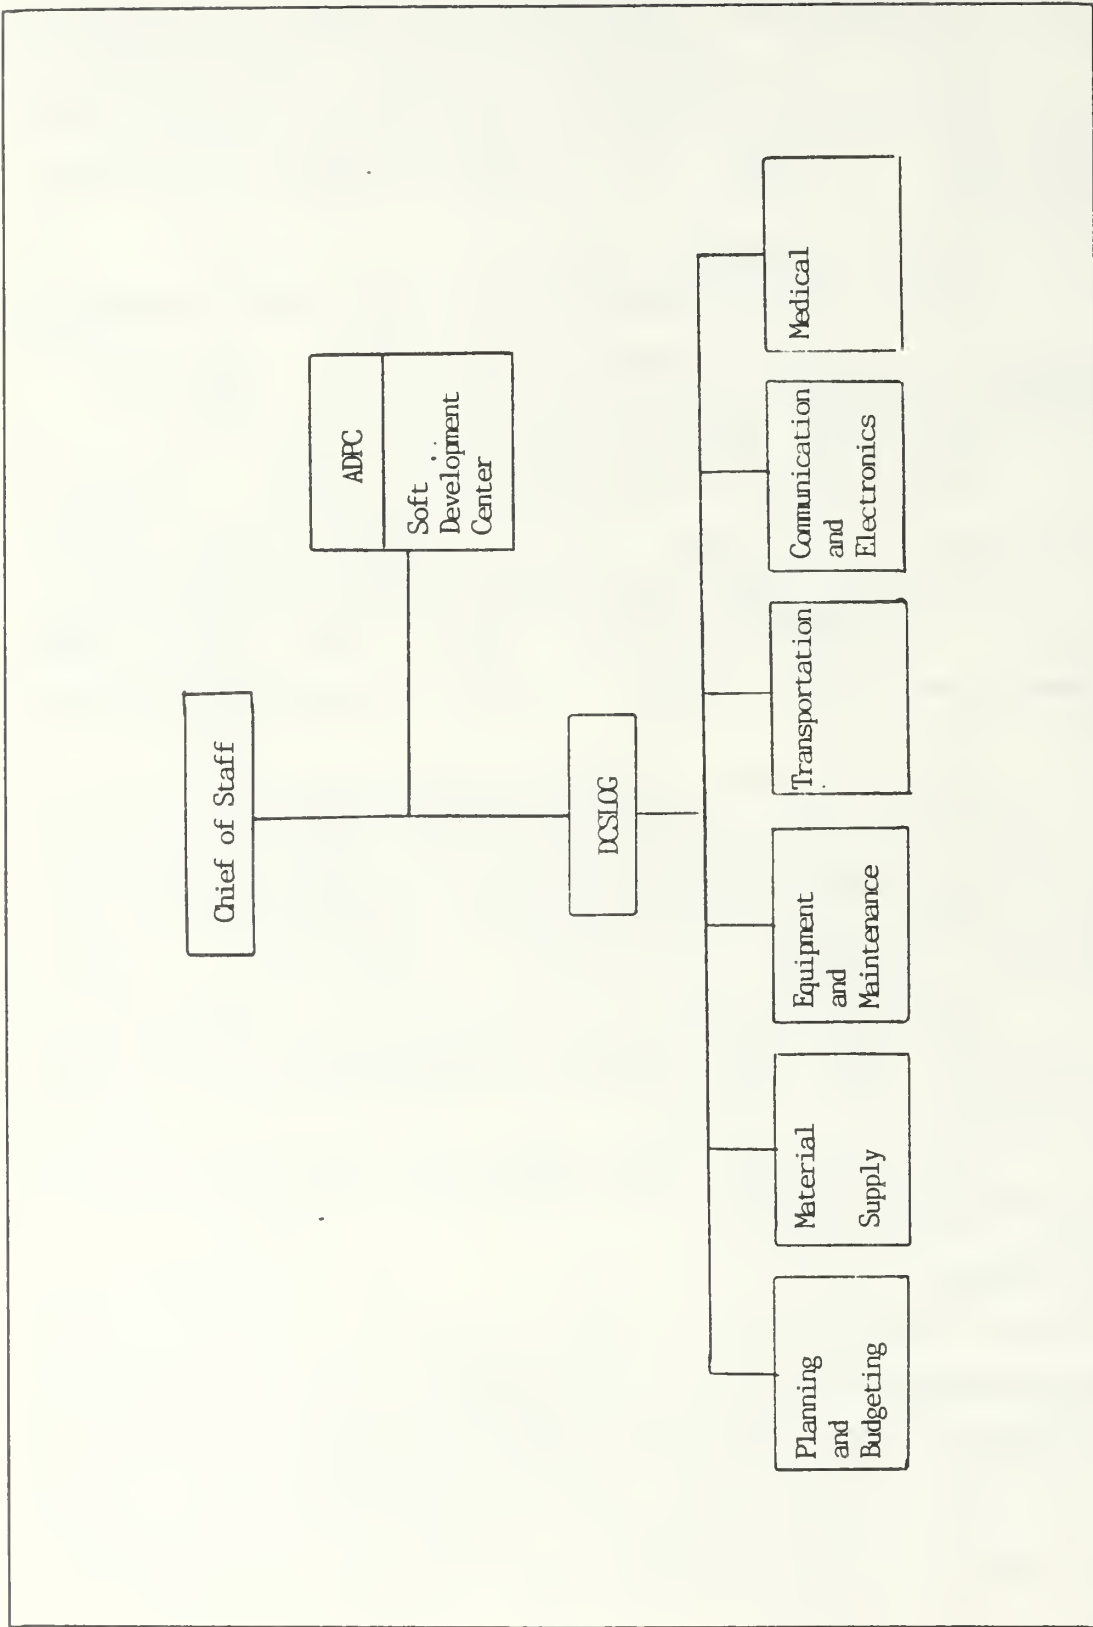 Chief of Staff
ADPC
Soft
Development
Center
DCSLOG
Planning
and
Budgeting
Material
Supply
Equipment
and
Maintenance
Transportation
Communication
and
Electronics
Medical